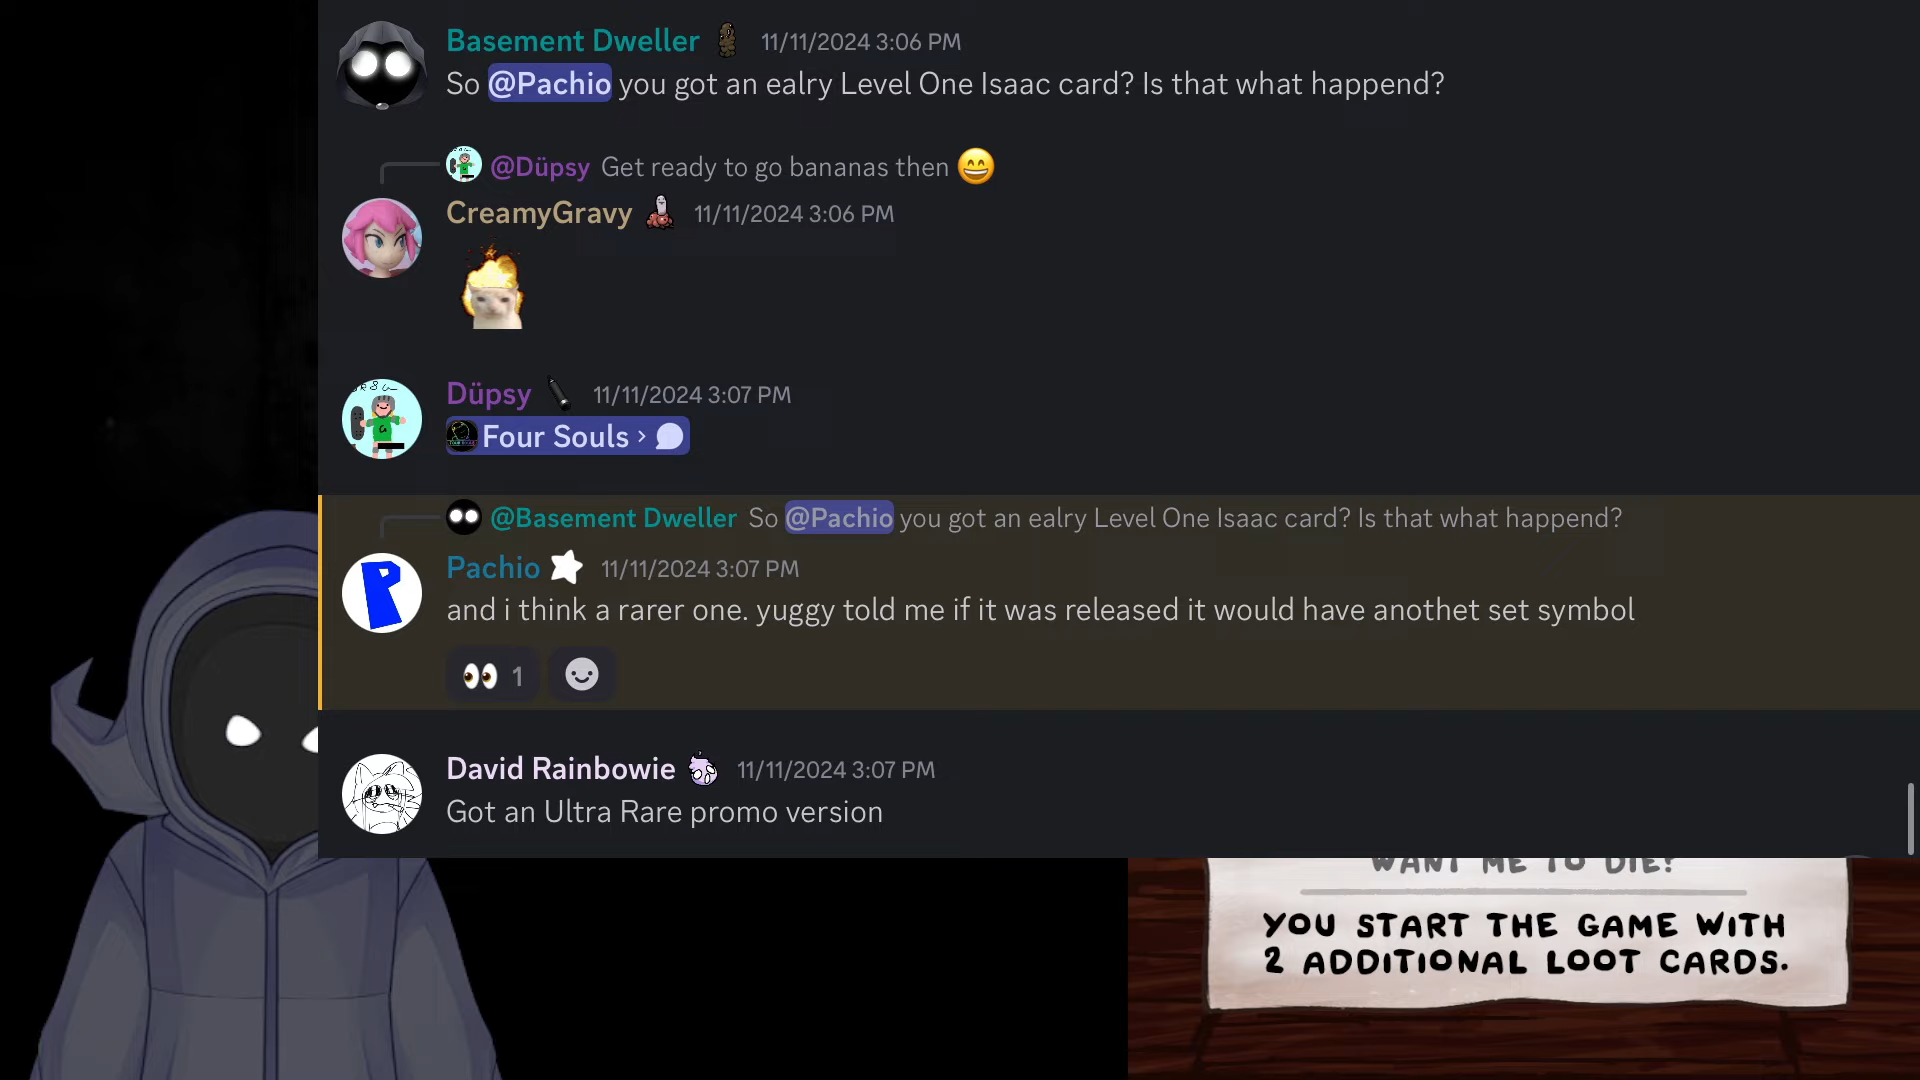 Basement Dweller 11/11/2024 3:06 PM
So @Pachio you got an ealry Level One Isaac card? Is that what happend?
@Düpsy Get ready to go bananas then
CreamyGravy 11/11/2024 3:06 PM
Düpsy 11/11/2024 3:07 PM
Four Souls ›
@Basement Dweller So @Pachio you got an ealry Level One Isaac card? Is that what happend?
Pachio 11/11/2024 3:07 PM
and i think a rarer one. yuggy told me if it was released it would have anothet set symbol
1
David Rainbowie 11/11/2024 3:07 PM
Got an Ultra Rare promo version
WANT ME TO DIE?
YOU START THE GAME WITH
2 ADDITIONAL LOOT CARDS.